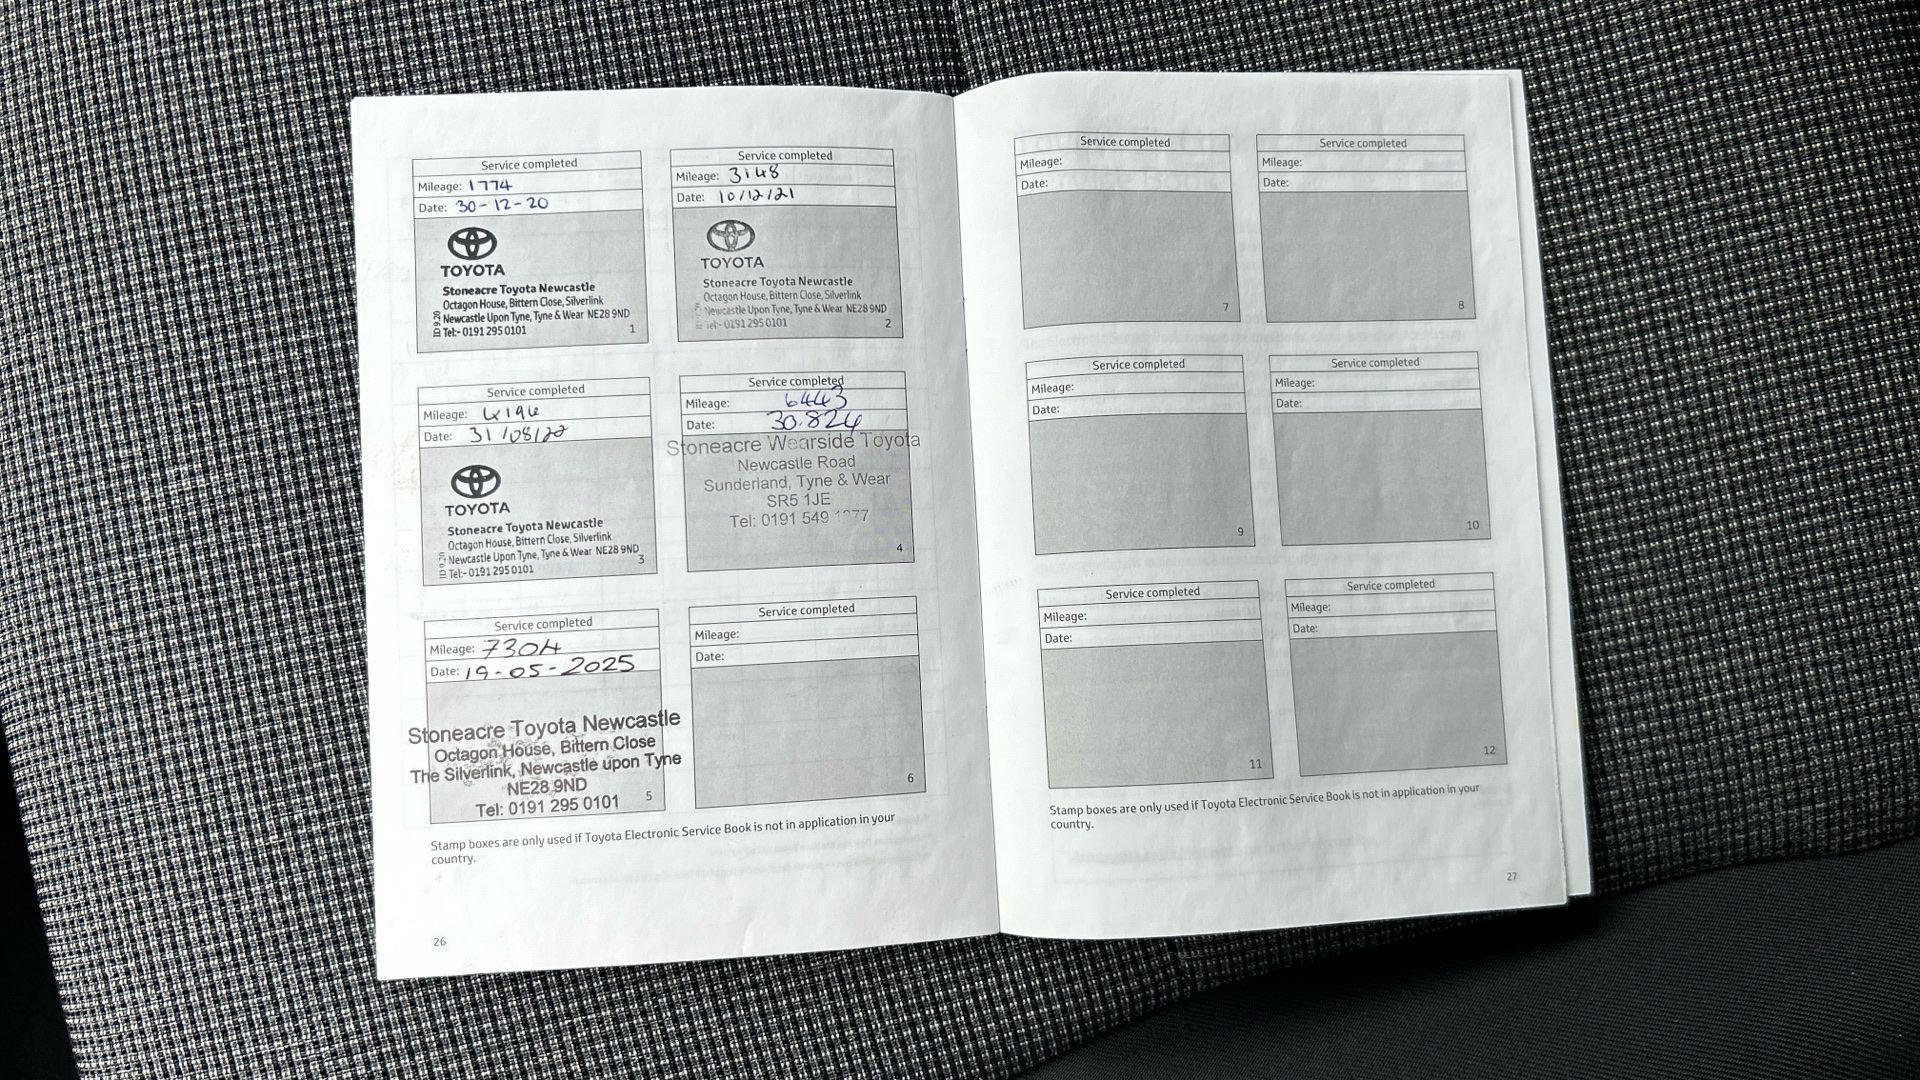 Service completed
Mileage: 1774
Date: 30-12-20
TOYOTA
Stoneacre Toyota Newcastle
Octagon House, Bittern Close, Silverlink
Newcastle Upon Tyne, Tyne & Wear NE28 9ND
Tel:- 0191 295 0101
1
Service completed
Mileage: 3148
Date: 10/12/21
TOYOTA
Stoneacre Toyota Newcastle
Octagon House, Bittern Close, Silverlink
Newcastle Upon Tyne, Tyne & Wear NE28 9ND
Tel:- 0191 295 0101
2
Service completed
Mileage: 4194
Date: 31/08/22
TOYOTA
Stoneacre Toyota Newcastle
Octagon House, Bittern Close, Silverlink
Newcastle Upon Tyne, Tyne & Wear NE28 9ND
Tel:- 0191 295 0101
3
Service completed
Mileage: 6443
Date: 30.824
Stoneacre Wearside Toyota
Newcastle Road
Sunderland, Tyne & Wear
SR5 1JE
Tel: 0191 549
4
Service completed
Mileage: 7304
Date: 19-05-2025
Stoneacre Toyota Newcastle
Octagon House, Bittern Close
The Silverlink, Newcastle upon Tyne
NE28 9ND
Tel: 0191 295 0101
5
Service completed
Mileage:
Date:
6
Stamp boxes are only used if Toyota Electronic Service Book is not in application in your
country.
26
Service completed
Mileage:
Date:
7
Service completed
Mileage:
Date:
8
Service completed
Mileage:
Date:
9
Service completed
Mileage:
Date:
10
Service completed
Mileage:
Date:
11
Service completed
Mileage:
Date:
12
Stamp boxes are only used if Toyota Electronic Service Book is not in application in your
country.
27